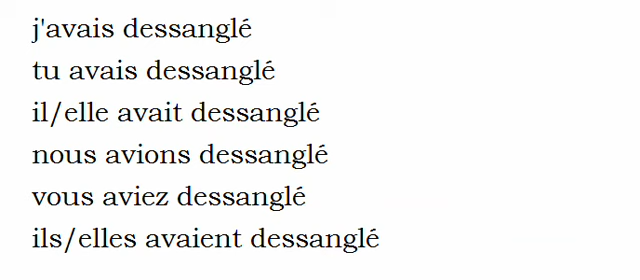 j'avais dessanglé
tu avais dessanglé
il/elle avait dessanglé
nous avions dessanglé
vous aviez dessanglé
ils/elles avaient dessanglé